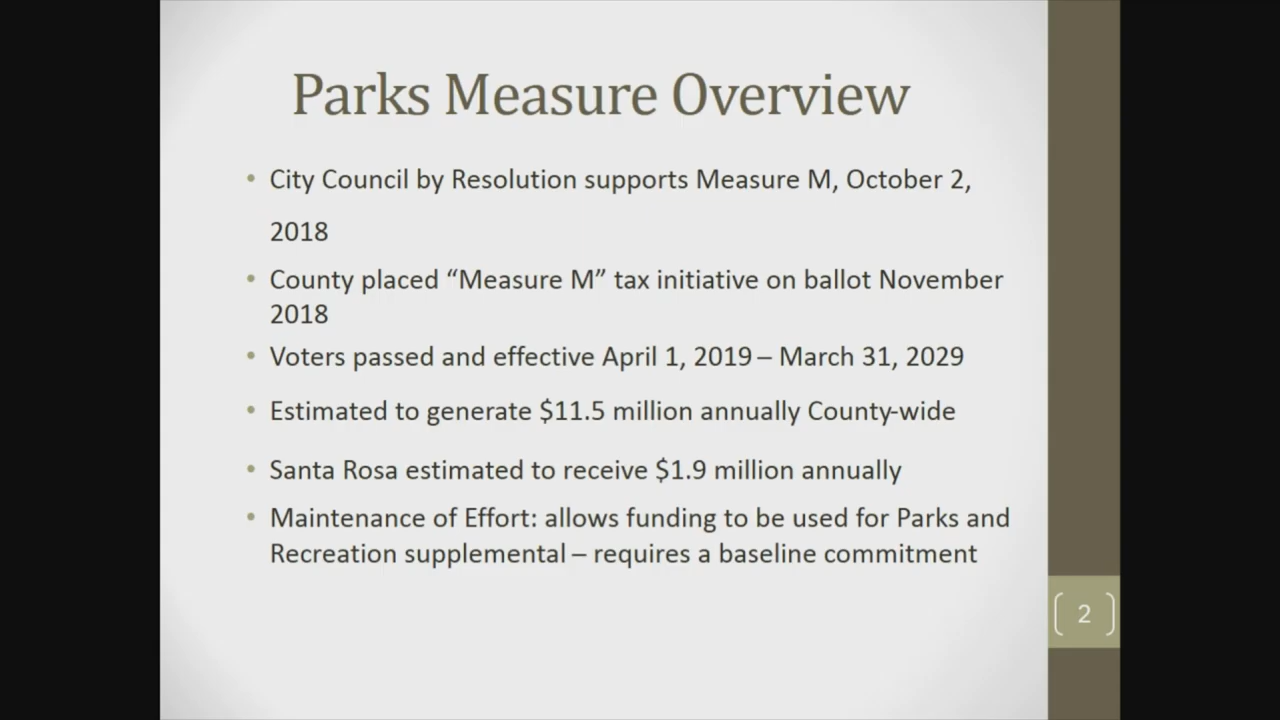 Parks Measure Overview
• City Council by Resolution supports Measure M, October 2,
2018
• County placed “Measure M” tax initiative on ballot November
2018
• Voters passed and effective April 1, 2019 – March 31, 2029
• Estimated to generate $11.5 million annually County-wide
• Santa Rosa estimated to receive $1.9 million annually
• Maintenance of Effort: allows funding to be used for Parks and
Recreation supplemental – requires a baseline commitment
2